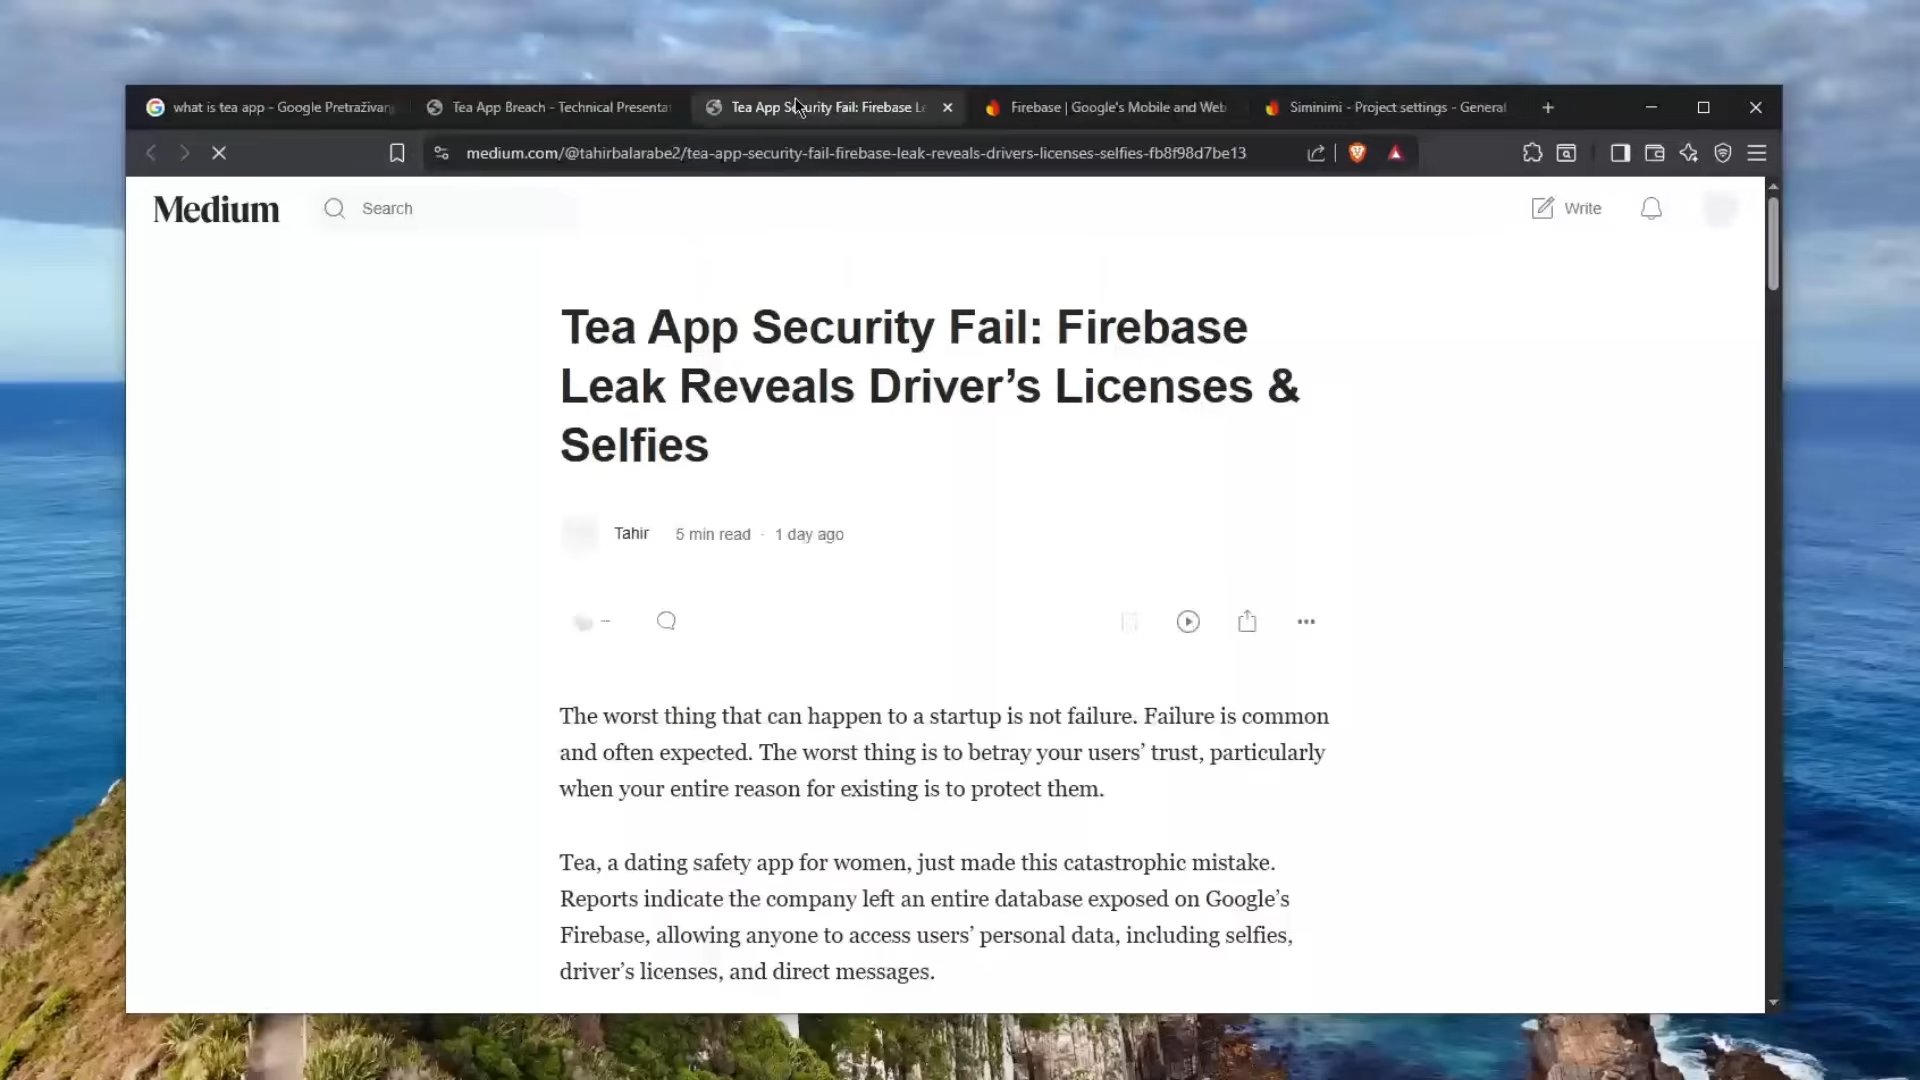 what is tea app - Google Pretraživan
Tea App Breach - Technical Presenta
Tea App Security Fail: Firebase Le
Firebase | Google's Mobile and Web
Siminimi - Project settings - General
medium.com/@tahirbalarabe2/tea-app-security-fail-firebase-leak-reveals-drivers-licenses-selfies-fb8f98d7be13
Medium
Search
Write
Tea App Security Fail: Firebase
Leak Reveals Driver’s Licenses &
Selfies
Tahir 5 min read · 1 day ago
The worst thing that can happen to a startup is not failure. Failure is common
and often expected. The worst thing is to betray your users’ trust, particularly
when your entire reason for existing is to protect them.
Tea, a dating safety app for women, just made this catastrophic mistake.
Reports indicate the company left an entire database exposed on Google’s
Firebase, allowing anyone to access users’ personal data, including selfies,
driver’s licenses, and direct messages.